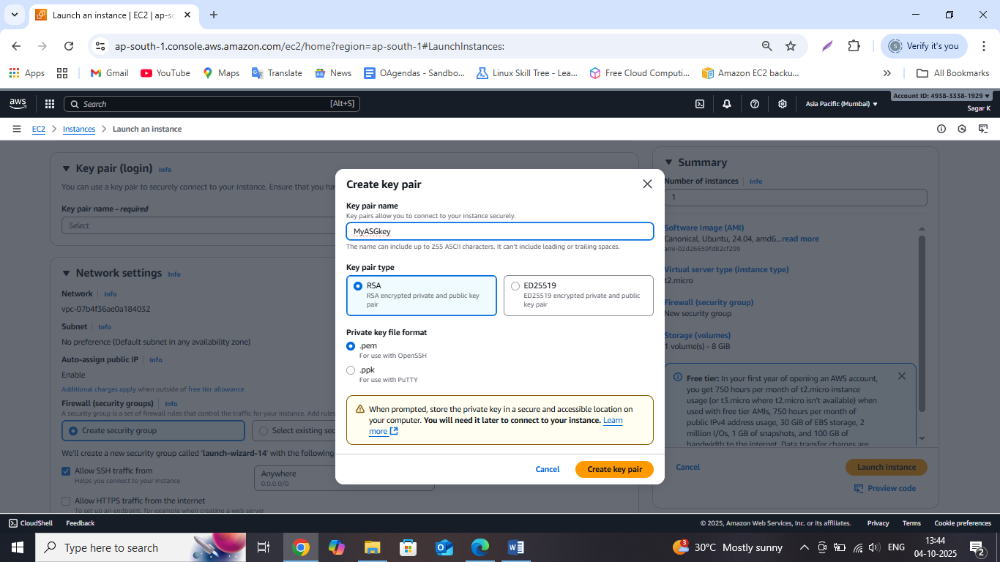 Launch an instance | EC2 | ap-so
ap-south-1.console.aws.amazon.com/ec2/home?region=ap-south-1#LaunchInstances:
Verify it's you
Apps
Gmail
YouTube
Maps
Translate
News
OAgendas - Sandbo...
Linux Skill Tree - Lea...
Free Cloud Computi...
Amazon EC2 backu...
All Bookmarks
aws
Search
[Alt+S]
Asia Pacific (Mumbai)
Account ID: 4938-3338-1929
Sagar K
EC2
Instances
Launch an instance
Key pair (login) Info
You can use a key pair to securely connect to your instance. Ensure that you hav
Key pair name - required
Select
Network settings Info
Network Info
vpc-07b4f36ae0a184032
Subnet Info
No preference (Default subnet in any availability zone)
Auto-assign public IP Info
Enable
Additional charges apply when outside of free tier allowance
Firewall (security groups) Info
A security group is a set of firewall rules that control the traffic for your instance. Add rules
Create security group
Select existing sec
We'll create a new security group called 'launch-wizard-14' with the following
Allow SSH traffic from
Helps you connect to your instance
Anywhere
0.0.0.0/0
Allow HTTPS traffic from the internet
To set up an endpoint, for example when creating a web server
Create key pair
Key pair name
Key pairs allow you to connect to your instance securely.
MyASGkey
The name can include up to 255 ASCII characters. It can't include leading or trailing spaces.
Key pair type
RSA
RSA encrypted private and public key
pair
ED25519
ED25519 encrypted private and public
key pair
Private key file format
.pem
For use with OpenSSH
.ppk
For use with PuTTY
When prompted, store the private key in a secure and accessible location on
your computer. You will need it later to connect to your instance. Learn
more
Cancel
Create key pair
Summary
Number of instances Info
1
Software Image (AMI)
Canonical, Ubuntu, 24.04, amd6...read more
ami-02d26659fd82cf299
Virtual server type (instance type)
t2.micro
Firewall (security group)
New security group
Storage (volumes)
1 volume(s) - 8 GiB
Free tier: In your first year of opening an AWS account,
you get 750 hours per month of t2.micro instance
usage (or t3.micro where t2.micro isn't available) when
used with free tier AMIs, 750 hours per month of
public IPv4 address usage, 30 GiB of EBS storage, 2
million I/Os, 1 GB of snapshots, and 100 GB of
bandwidth to the internet. Data transfer charges are
Cancel
Launch instance
Preview code
CloudShell
Feedback
© 2025, Amazon Web Services, Inc. or its affiliates.
Privacy
Terms
Cookie preferences
Type here to search
3
30°C Mostly sunny
ENG
13:44
04-10-2025
2